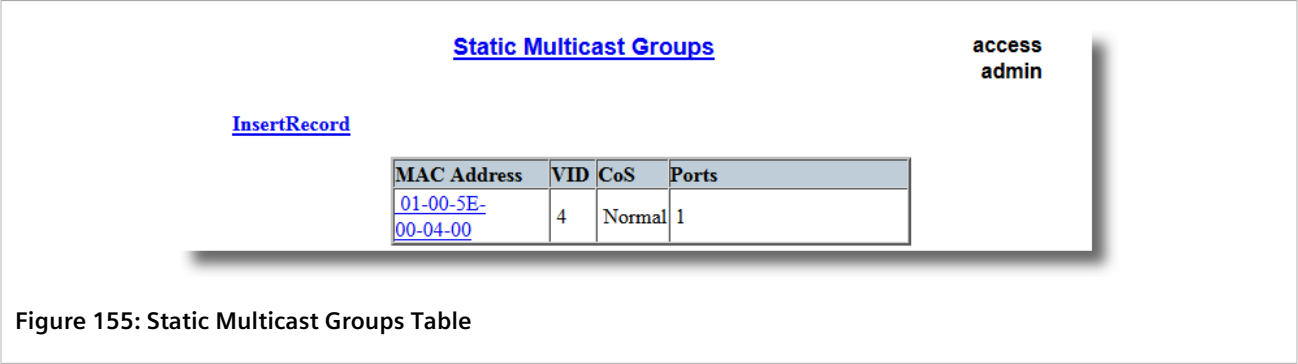 Static Multicast Groups
access
admin
InsertRecord
MAC Address VID CoS Ports
01-00-5E-
00-04-00 4 Normal 1
Figure 155: Static Multicast Groups Table